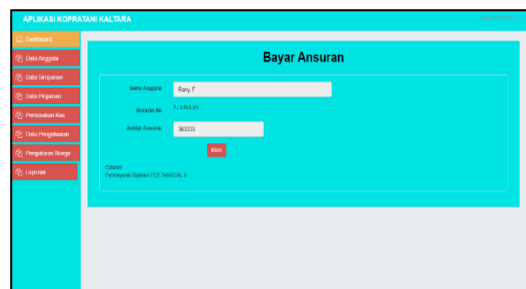 APLIKASI KOPRATANI KALTARA
Dashboard
Data Anggota
Data Simpanan
Data Pinjaman
Pemasukan Kas
Data Pengeluaran
Pengaturan Bunga
Laporan
Bayar Ansuran
Nama Anggota
Rony, F
Ansuran Ke
Jumlah Ansuran
363333
Kirim
Catatan*